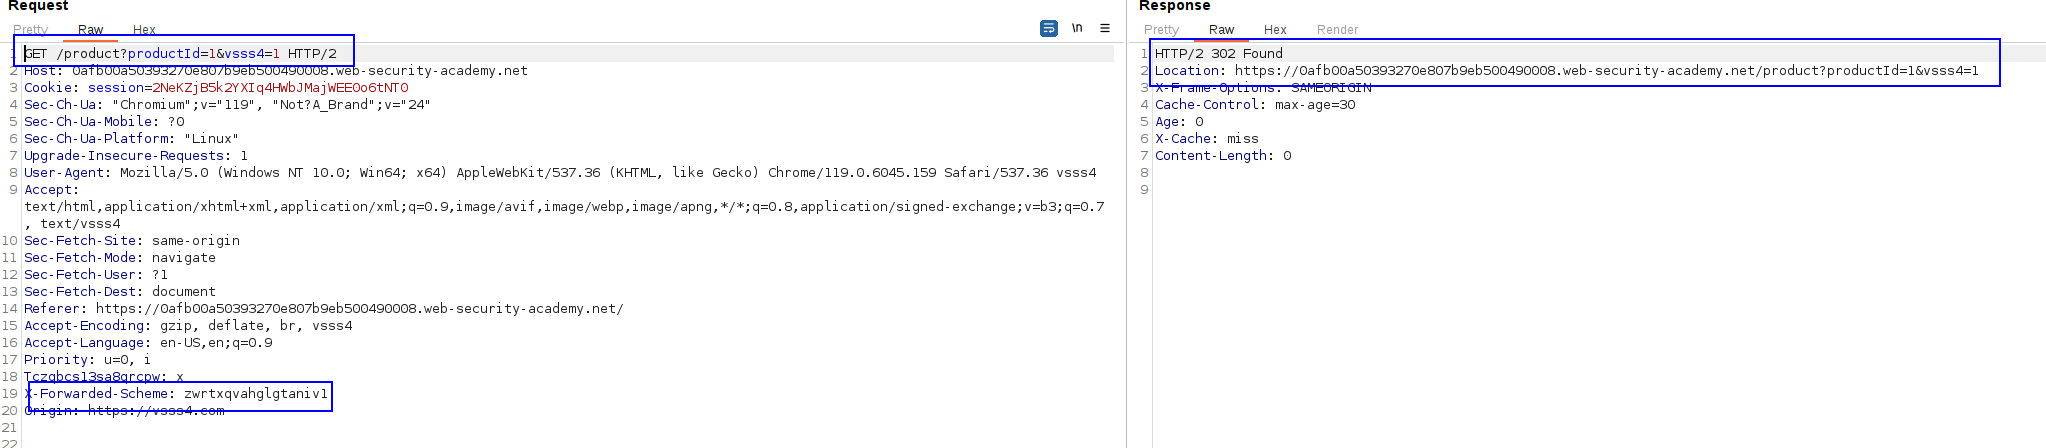 Request
Pretty Raw Hex
\n
1 GET /product?productId=1&vsss4=1 HTTP/2
2 Host: 0afb00a50393270e807b9eb500490008.web-security-academy.net
3 Cookie: session=2NeKZjB5k2YXIq4HWbJMajWEEOo6tNT0
4 Sec-Ch-Ua: "Chromium";v="119", "Not?A_Brand";v="24"
5 Sec-Ch-Ua-Mobile: ?0
6 Sec-Ch-Ua-Platform: "Linux"
7 Upgrade-Insecure-Requests: 1
8 User-Agent: Mozilla/5.0 (Windows NT 10.0; Win64; x64) AppleWebKit/537.36 (KHTML, like Gecko) Chrome/119.0.6045.159 Safari/537.36 vsss4
9 Accept:
text/html,application/xhtml+xml,application/xml;q=0.9,image/avif,image/webp,image/apng,*/*;q=0.8,application/signed-exchange;v=b3;q=0.7
, text/vsss4
10 Sec-Fetch-Site: same-origin
11 Sec-Fetch-Mode: navigate
12 Sec-Fetch-User: ?1
13 Sec-Fetch-Dest: document
14 Referer: https://0afb00a50393270e807b9eb500490008.web-security-academy.net/
15 Accept-Encoding: gzip, deflate, br, vsss4
16 Accept-Language: en-US,en;q=0.9
17 Priority: u=0, i
18 Tczqbcs13sa8qrcpw: x
19 X-Forwarded-Scheme: zwrtxqvahglgtaniv1
20 Origin: https://vsss4.com
21
22
Response
Pretty Raw Hex Render
1 HTTP/2 302 Found
2 Location: https://0afb00a50393270e807b9eb500490008.web-security-academy.net/product?productId=1&vsss4=1
3 X-Frame-Options: SAMEORIGIN
4 Cache-Control: max-age=30
5 Age: 0
6 X-Cache: miss
7 Content-Length: 0
8
9